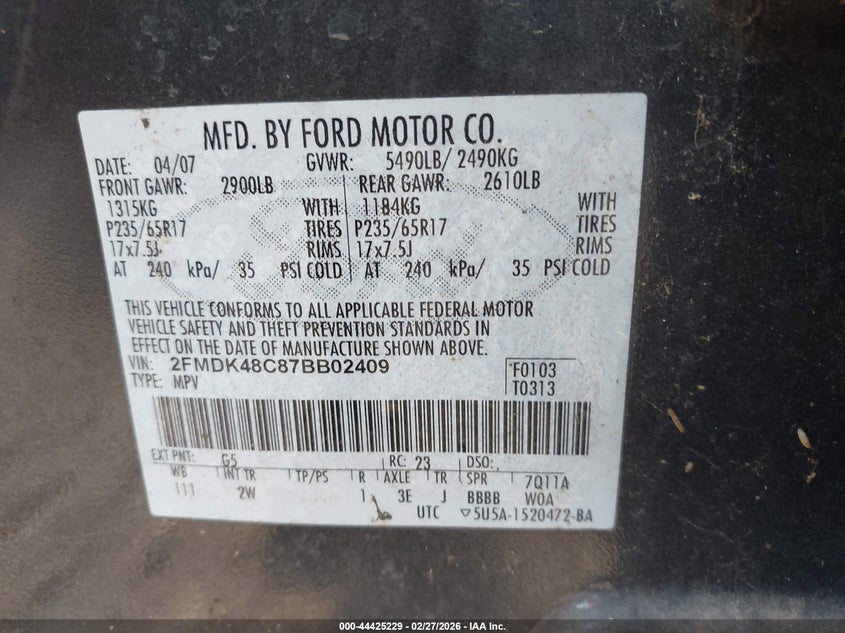 MFD. BY FORD MOTOR CO.
DATE: 04/07 GVWR: 5490LB/ 2490KG
FRONT GAWR: 2900LB REAR GAWR: 2610LB
1315KG WITH 1184KG WITH
P235/65R17 TIRES P235/65R17 TIRES
17x7.5J RIMS 17x7.5J RIMS
AT 240 kPa/ 35 PSI COLD AT 240 kPa/ 35 PSI COLD
THIS VEHICLE CONFORMS TO ALL APPLICABLE FEDERAL MOTOR
VEHICLE SAFETY AND THEFT PREVENTION STANDARDS IN
EFFECT ON THE DATE OF MANUFACTURE SHOWN ABOVE.
VIN: 2FMDK48C87BB02409 F0103
TYPE: MPV T0313
EXT PNT: G5 RC: 23 DSO:
WB INT TR TP/PS R AXLE TR SPR 7Q11A
111 2W 1 3E J BBBB WOA
UTC ▽5U5A-1520472-BA
000-44425229 - 02/27/2026 - IAA Inc.